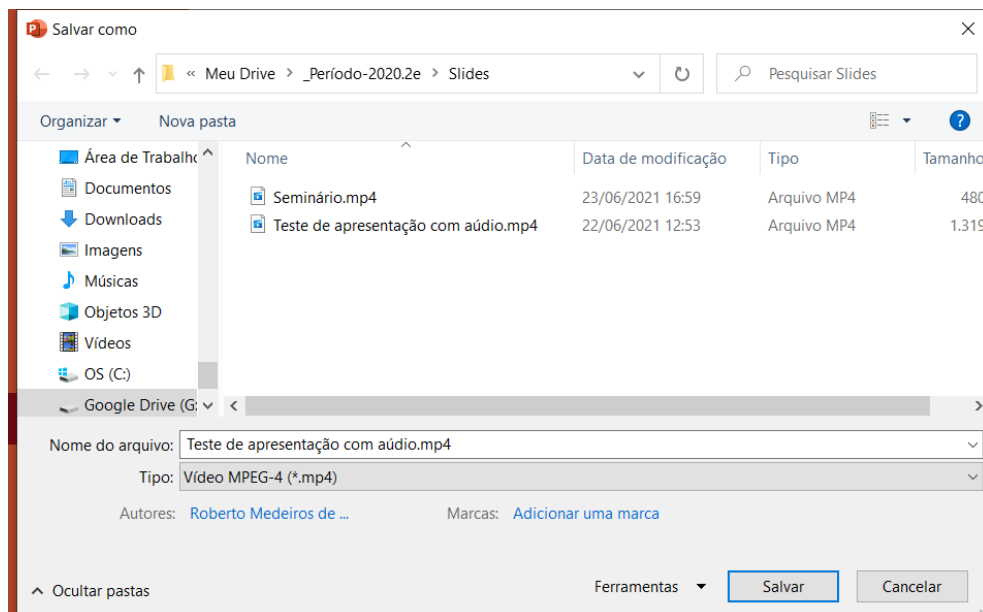 Salvar como
« Meu Drive > _Período-2020.2e > Slides
Pesquisar Slides
Organizar Nova pasta
?
Área de Trabalho
Documentos
Downloads
Imagens
Músicas
Objetos 3D
Vídeos
OS (C:)
Google Drive (G:
Nome Data de modificação Tipo Tamanho
Seminário.mp4 23/06/2021 16:59 Arquivo MP4 480
Teste de apresentação com aúdio.mp4 22/06/2021 12:53 Arquivo MP4 1.319
Nome do arquivo: Teste de apresentação com aúdio.mp4
Tipo: Vídeo MPEG-4 (*.mp4)
Autores: Roberto Medeiros de ... Marcas: Adicionar uma marca
Ocultar pastas Ferramentas Salvar Cancelar